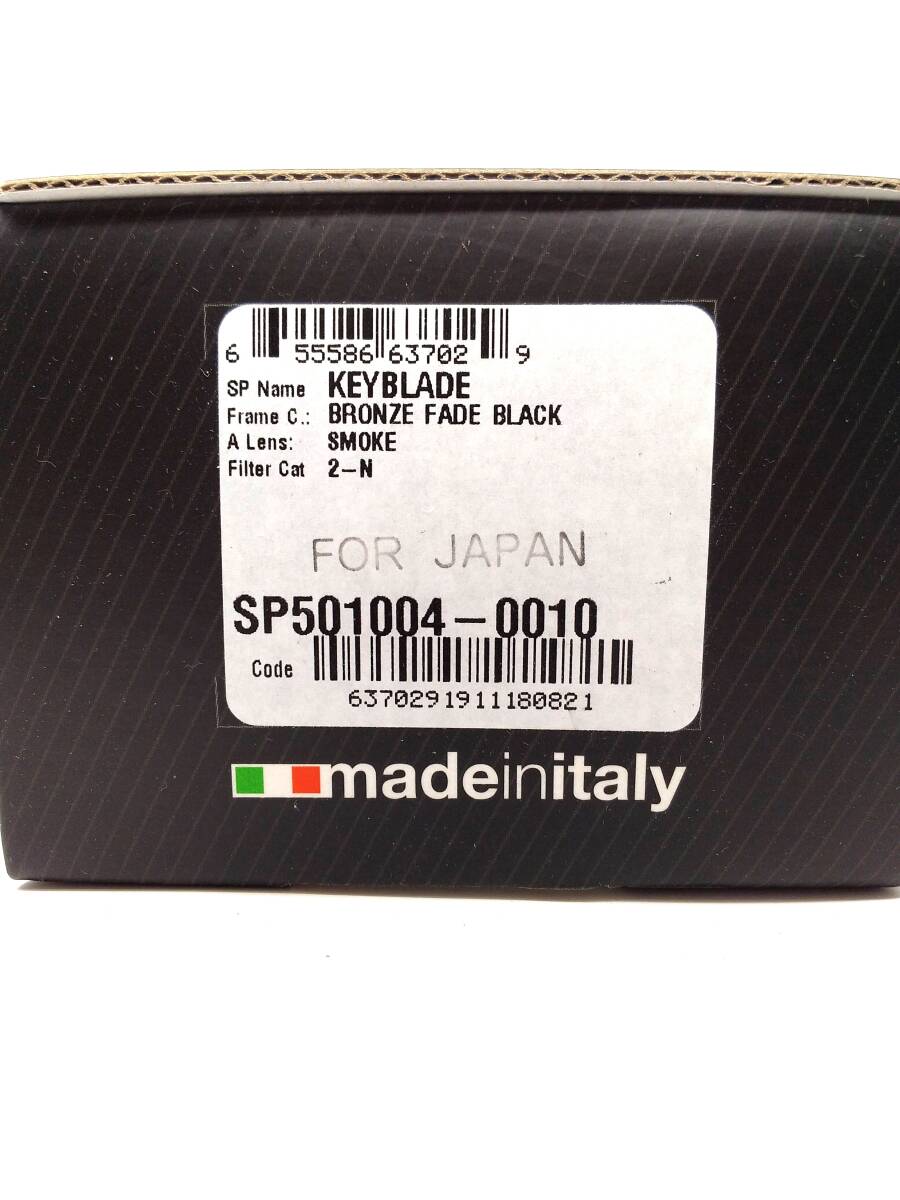 6 55586 63702 9
SP Name KEYBLADE
Frame C.: BRONZE FADE BLACK
A Lens: SMOKE
Filter Cat 2-N
FOR JAPAN
SP501004-0010
Code
6370291911180821
madeinitaly